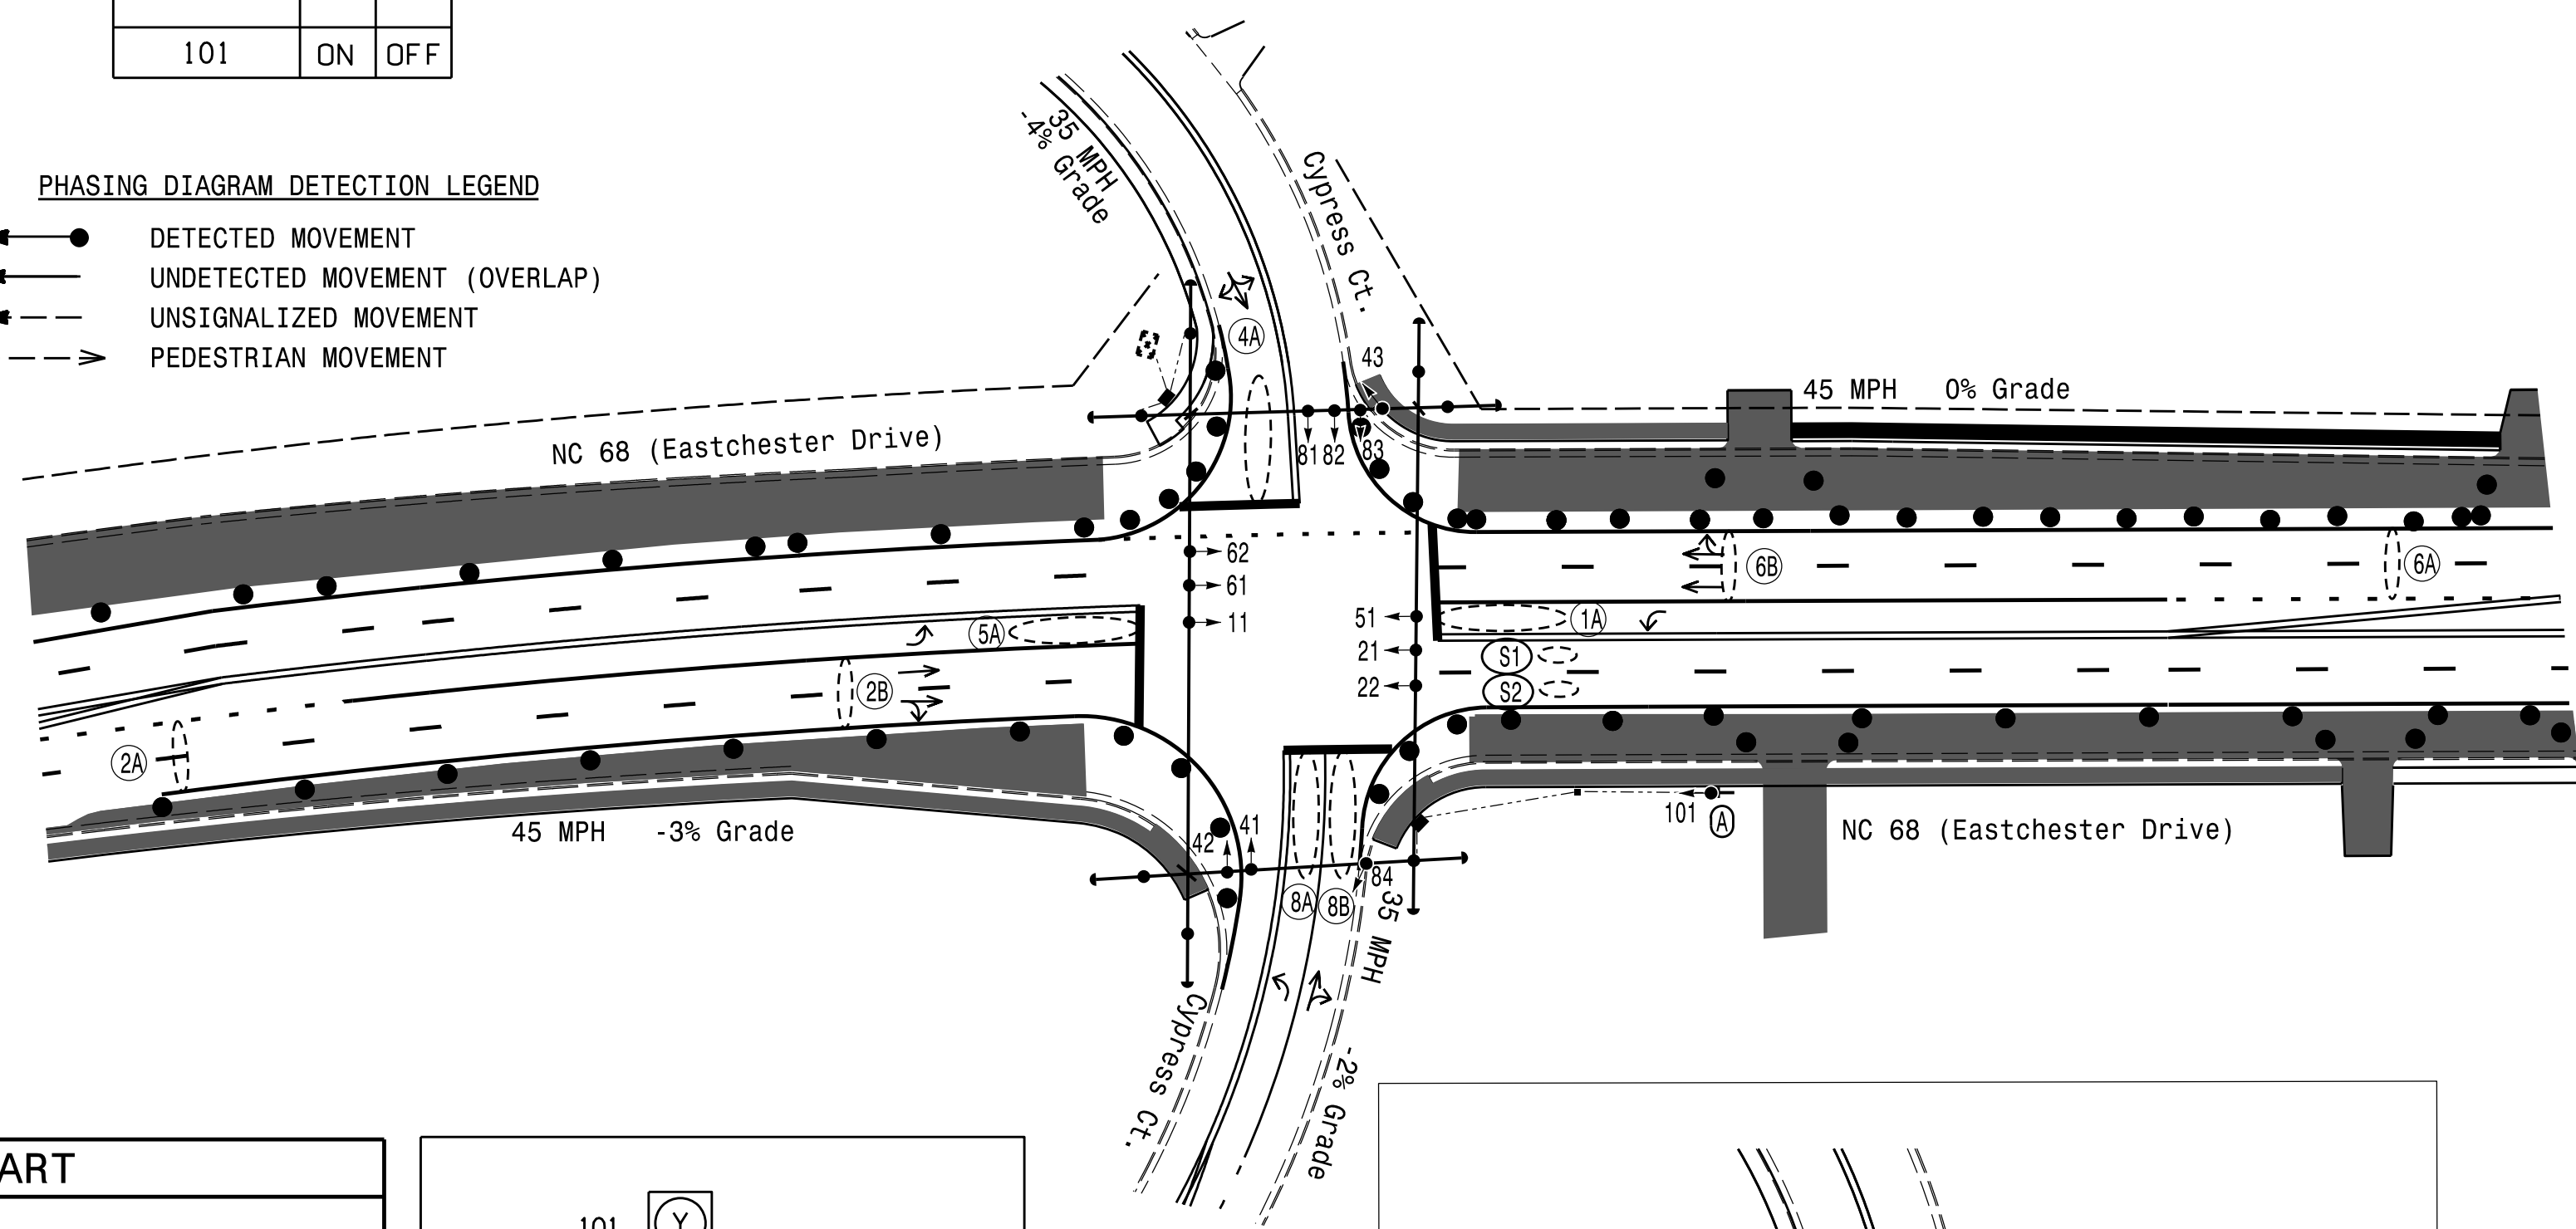 101 ON OFF
PHASING DIAGRAM DETECTION LEGEND
DETECTED MOVEMENT
UNDETECTED MOVEMENT (OVERLAP)
UNSIGNALIZED MOVEMENT
PEDESTRIAN MOVEMENT
35 MPH
-4% Grade
Cypress Ct.
4A
43
45 MPH 0% Grade
NC 68 (Eastchester Drive)
81 82 83
62
61
11
6B
6A
5A
51
1A
21
S1
22
S2
2B
2A
45 MPH -3% Grade
42 41
84
101 A
NC 68 (Eastchester Drive)
8A 8B
35 MPH
-2% Grade
Cypress Ct.
ART
101 Y